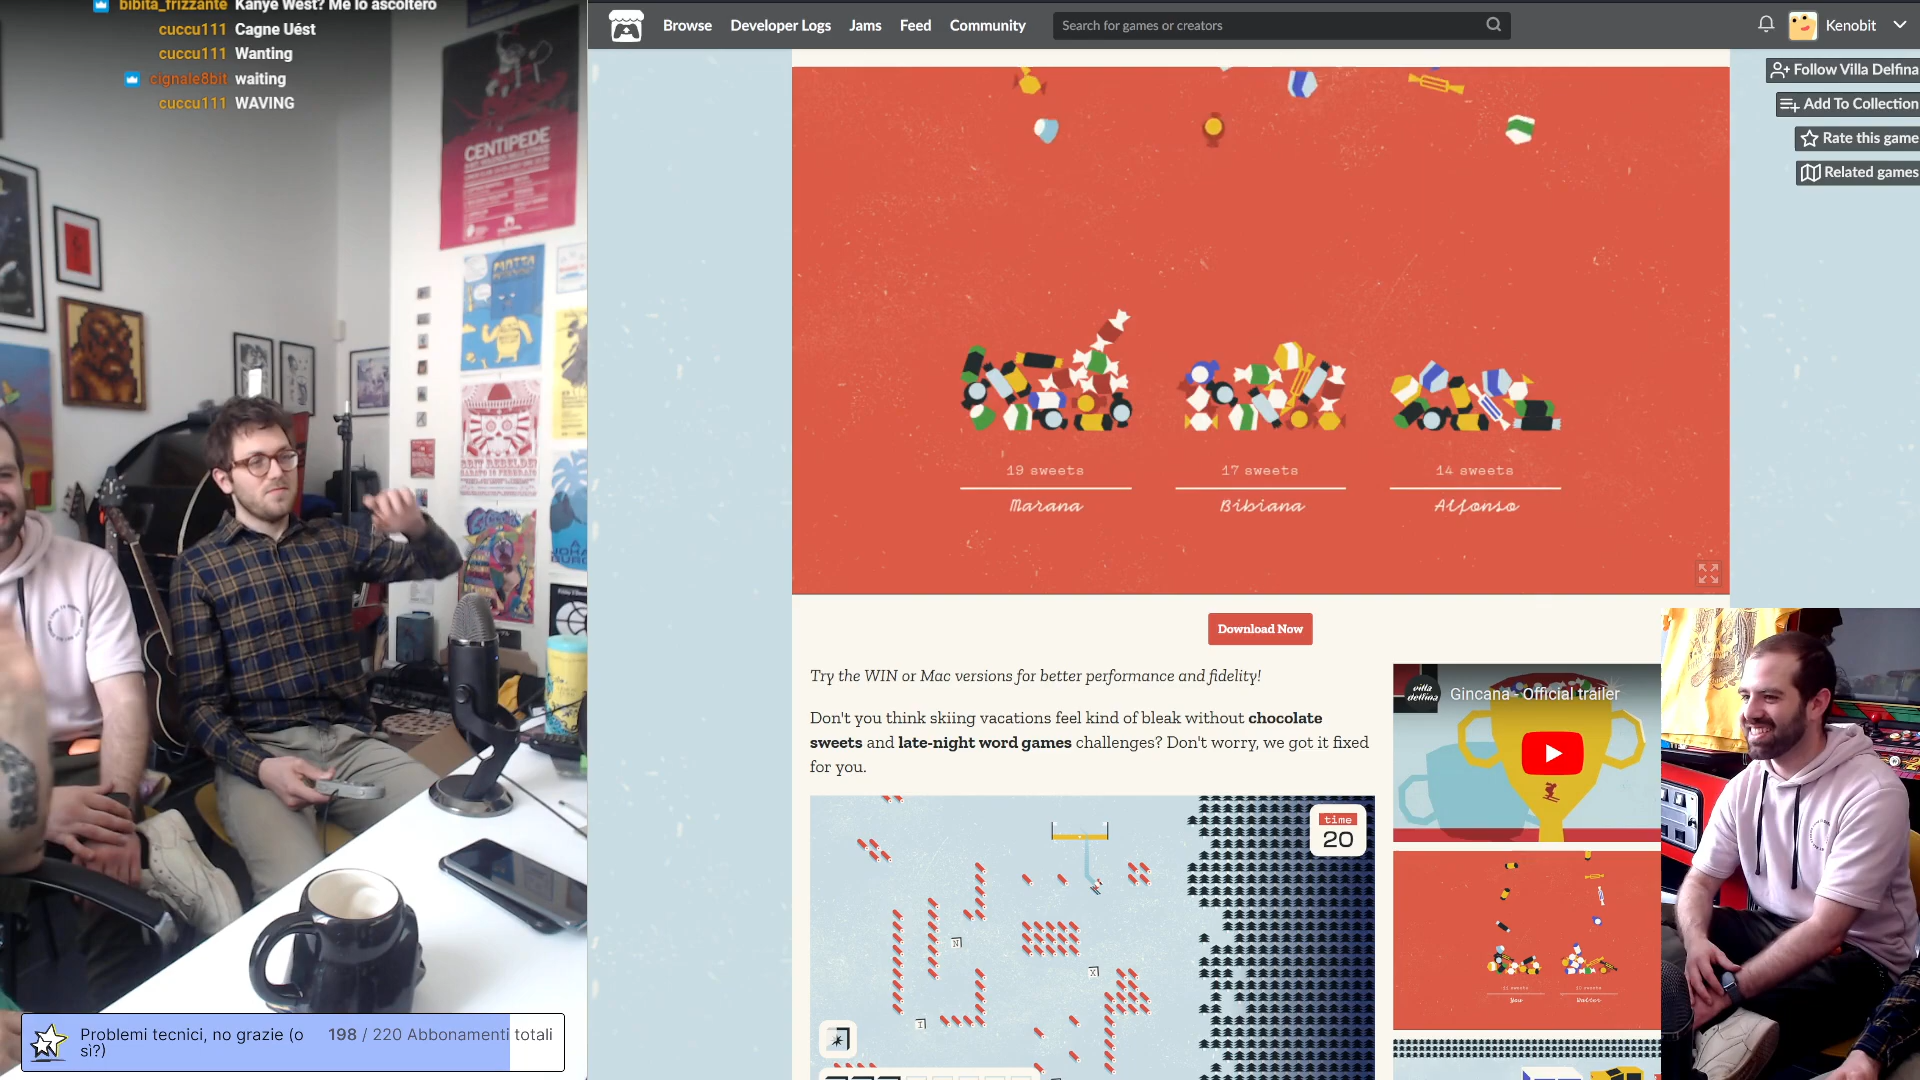 bibita_frizzante Kanye West? Me lo ascolterò
cuccu111 Cagne Uést
cuccu111 Wanting
cignale8bit waiting
cuccu111 WAVING
CENTIPEDE
Problemi tecnici, no grazie (o sì?)
198 / 220 Abbonamenti totali
Browse
Developer Logs
Jams
Feed
Community
Search for games or creators
Kenobit
Follow Villa Delfina
Add To Collection
Rate this game
Related games
19 sweets
17 sweets
14 sweets
Marana
Bibiana
Alfonso
Download Now
Try the WIN or Mac versions for better performance and fidelity!
Don't you think skiing vacations feel kind of bleak without chocolate
sweets and late-night word games challenges? Don't worry, we got it fixed
for you.
time
20
N
X
I
villa delfina
Gincana - Official trailer